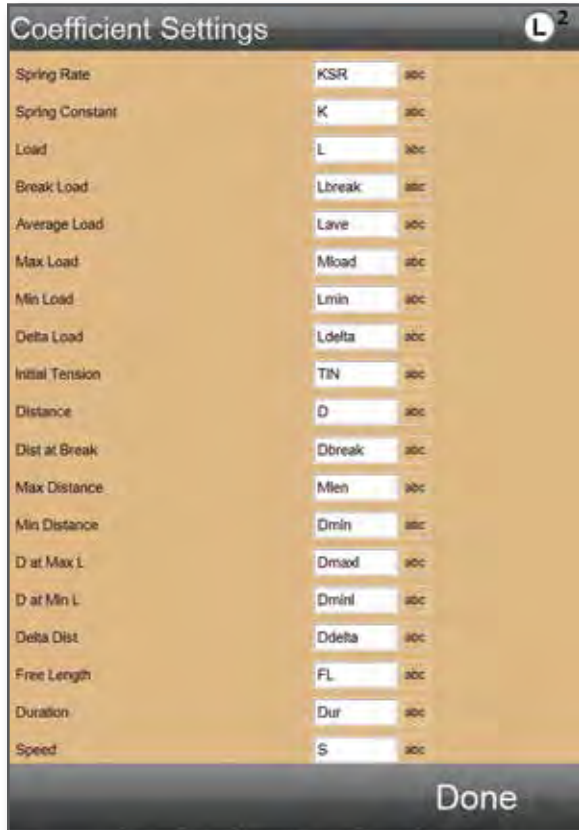 Coefficient Settings L²
Spring Rate KSR abc
Spring Constant K abc
Load L abc
Break Load Lbreak abc
Average Load Lave abc
Max Load Mload abc
Min Load Lmin abc
Delta Load Ldelta abc
Initial Tension TIN abc
Distance D abc
Dist at Break Dbreak abc
Max Distance Mlen abc
Min Distance Dmin abc
D at Max L Dmaxl abc
D at Min L Dminl abc
Delta Dist Ddelta abc
Free Length FL abc
Duration Dur abc
Speed S abc
Done